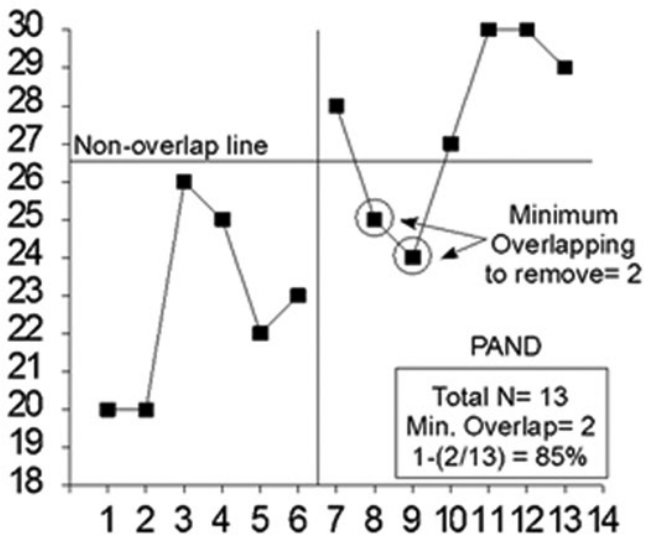 30
29
28
27
26
25
24
23
22
21
20
19
18
Non-overlap line
Minimum
Overlapping
to remove= 2
PAND
Total N= 13
Min. Overlap= 2
1-(2/13) = 85%
1 2 3 4 5 6 7 8 9 10 11 12 13 14